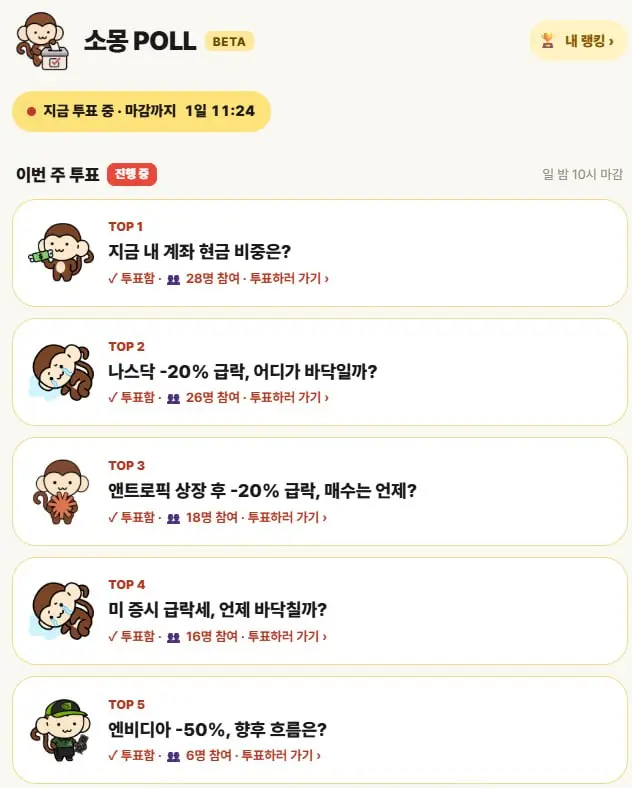 소몽 POLL BETA
내 랭킹 ›
지금 투표 중 · 마감까지 1일 11:24
이번 주 투표 진행 중
일 밤 10시 마감
TOP 1
지금 내 계좌 현금 비중은?
✓ 투표함 · 👥 28명 참여 · 투표하러 가기 ›
TOP 2
나스닥 -20% 급락, 어디가 바닥일까?
✓ 투표함 · 👥 26명 참여 · 투표하러 가기 ›
TOP 3
앤트로픽 상장 후 -20% 급락, 매수는 언제?
✓ 투표함 · 👥 18명 참여 · 투표하러 가기 ›
TOP 4
미 증시 급락세, 언제 바닥칠까?
✓ 투표함 · 👥 16명 참여 · 투표하러 가기 ›
TOP 5
엔비디아 -50%, 향후 흐름은?
✓ 투표함 · 👥 6명 참여 · 투표하러 가기 ›